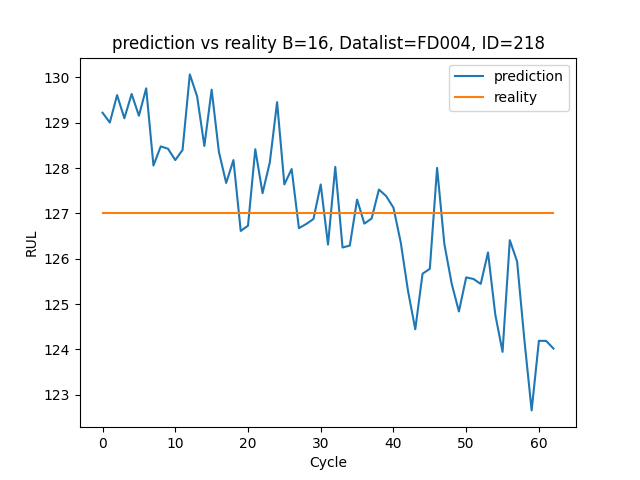 prediction vs reality B=16, Datalist=FD004, ID=218
prediction
reality
RUL
130
129
128
127
126
125
124
123
0 10 20 30 40 50 60
Cycle